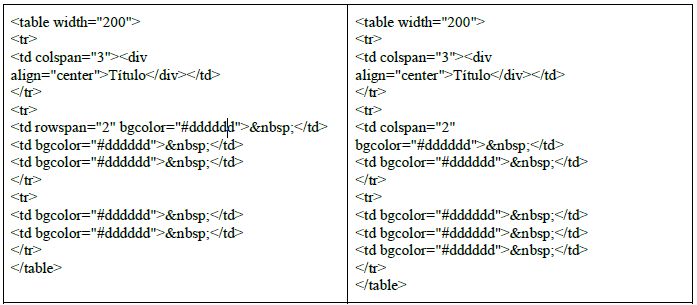 <table width="200">
<tr>
<td colspan="3"><div
align="center">Título</div></td>
</tr>
<tr>
<td rowspan="2" bgcolor="#dddddd">&nbsp;</td>
<td bgcolor="#dddddd">&nbsp;</td>
<td bgcolor="#dddddd">&nbsp;</td>
</tr>
<tr>
<td bgcolor="#dddddd">&nbsp;</td>
<td bgcolor="#dddddd">&nbsp;</td>
</tr>
</table>
<table width="200">
<tr>
<td colspan="3"><div
align="center">Título</div></td>
</tr>
<tr>
<td colspan="2"
bgcolor="#dddddd">&nbsp;</td>
<td bgcolor="#dddddd">&nbsp;</td>
</tr>
<tr>
<td bgcolor="#dddddd">&nbsp;</td>
<td bgcolor="#dddddd">&nbsp;</td>
<td bgcolor="#dddddd">&nbsp;</td>
</tr>
</table>